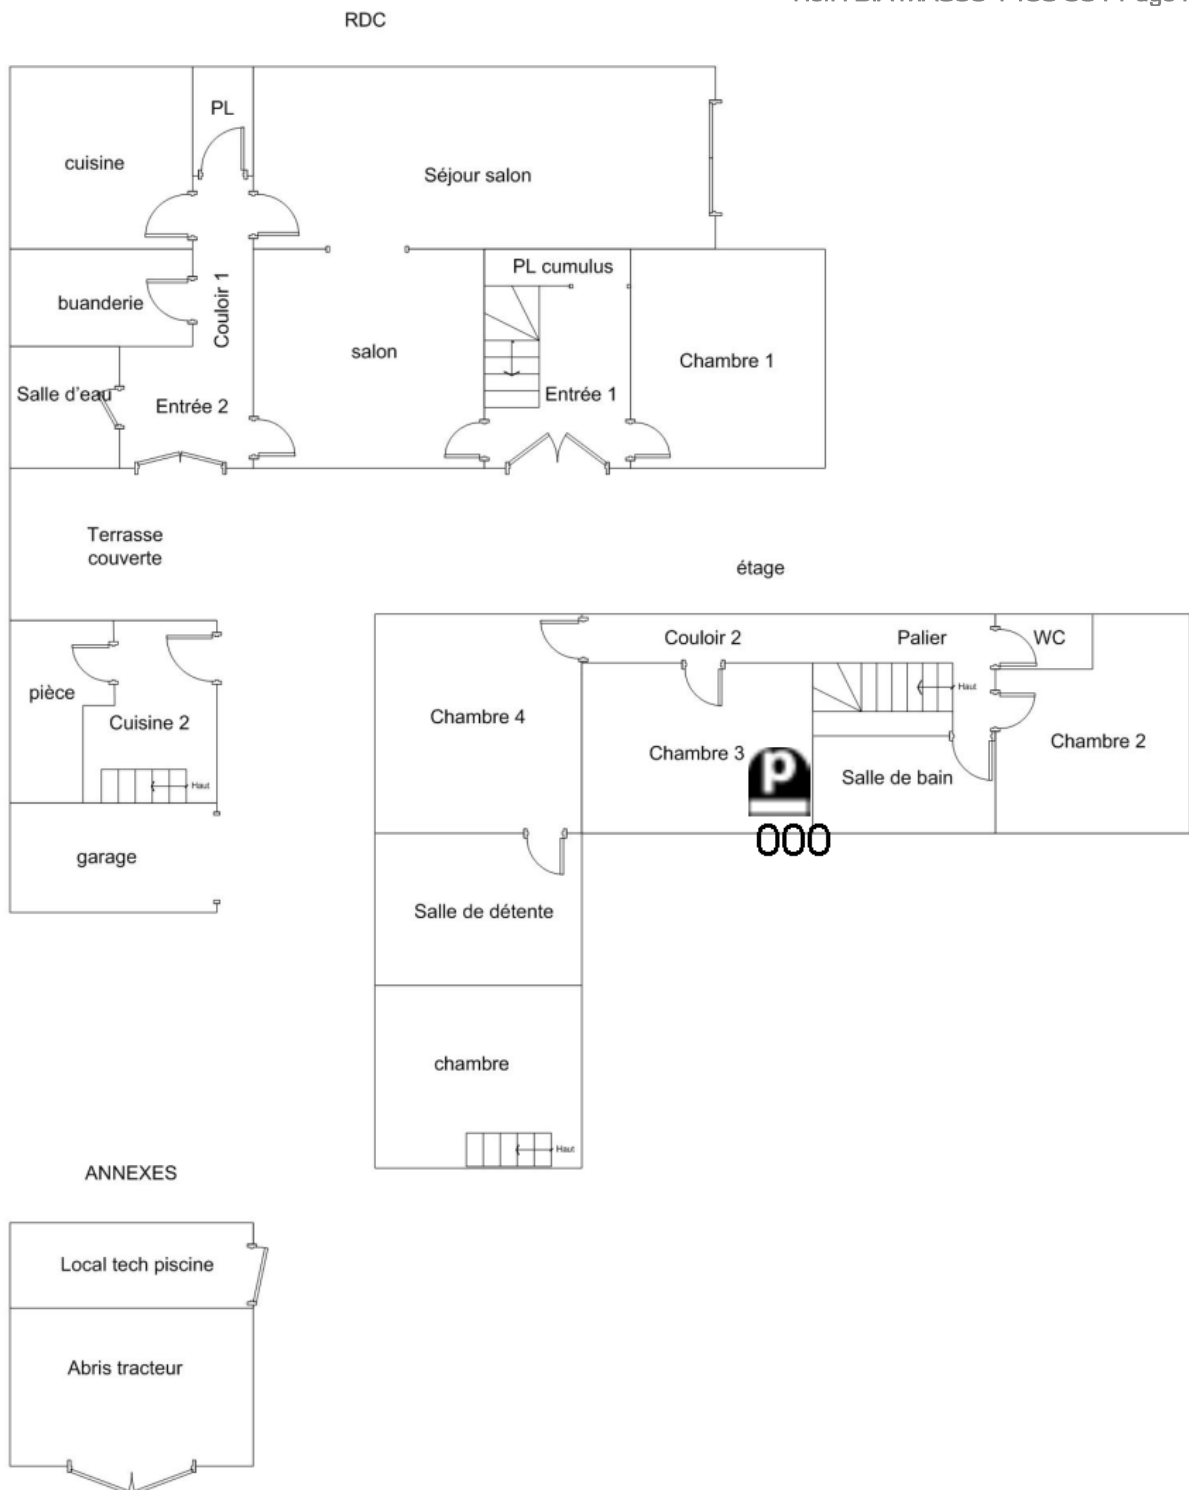 RDC
PL
cuisine
Séjour salon
PL cumulus
buanderie
Couloir 1
salon
Chambre 1
Salle d'eau
Entrée 2
Entrée 1
Terrasse
couverte
étage
Couloir 2
Palier
WC
pièce
Haut
Chambre 4
Cuisine 2
Chambre 3
Chambre 2
p
Salle de bain
Haut
000
garage
Salle de détente
chambre
Haut
ANNEXES
Local tech piscine
Abris tracteur